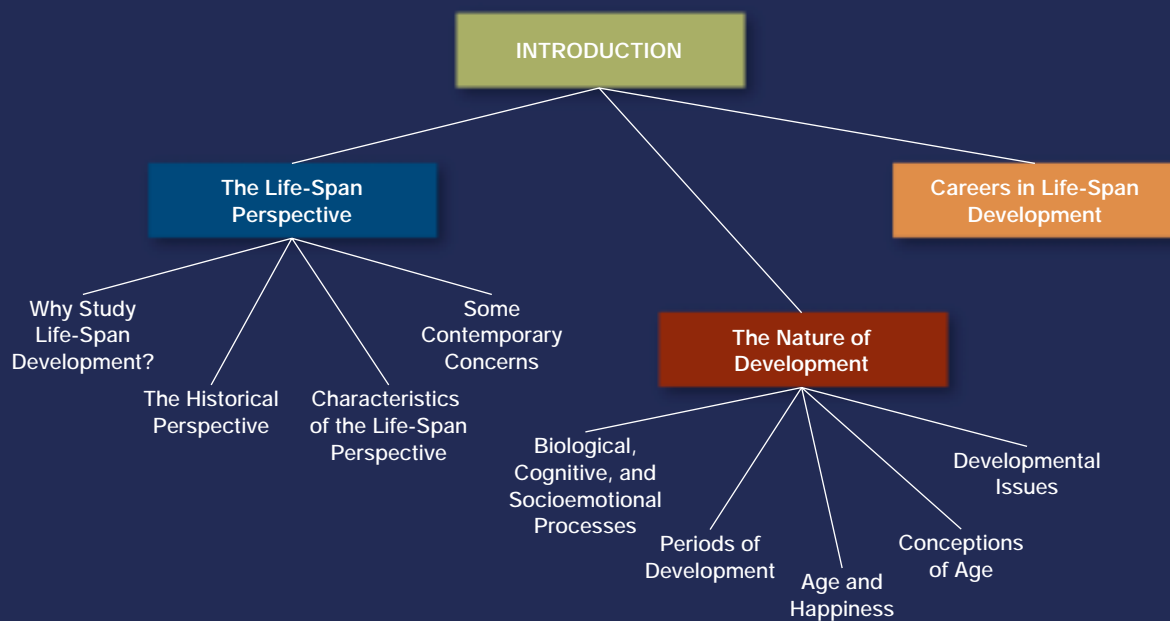 INTRODUCTION
The Life-Span
Perspective
Careers in Life-Span
Development
Why Study
Life-Span
Development?
The Historical
Perspective
Characteristics
of the Life-Span
Perspective
Some
Contemporary
Concerns
The Nature of
Development
Biological,
Cognitive, and
Socioemotional
Processes
Periods of
Development
Age and
Happiness
Conceptions
of Age
Developmental
Issues